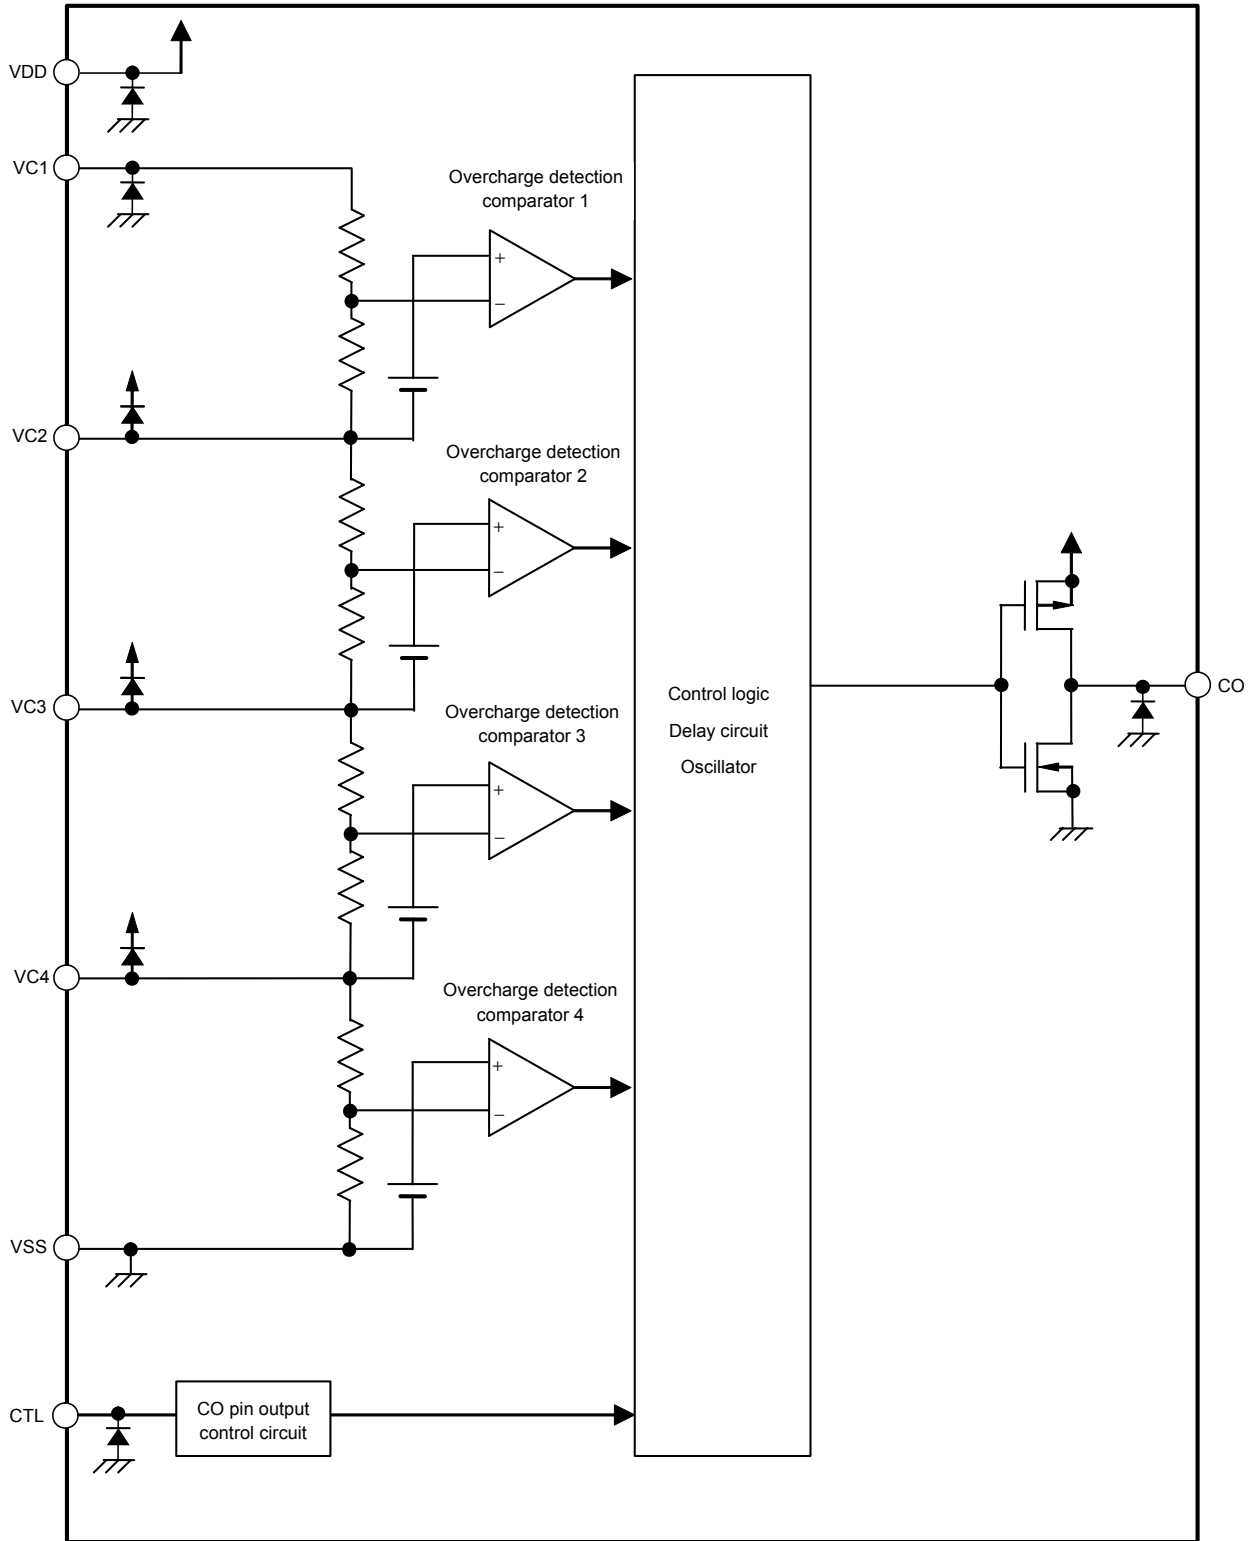 VDD
VC1
Overcharge detection
comparator 1
+
−
VC2
Overcharge detection
comparator 2
+
−
VC3
Overcharge detection
comparator 3
+
−
Control logic
Delay circuit
Oscillator
CO
VC4
Overcharge detection
comparator 4
+
−
VSS
CTL
CO pin output
control circuit